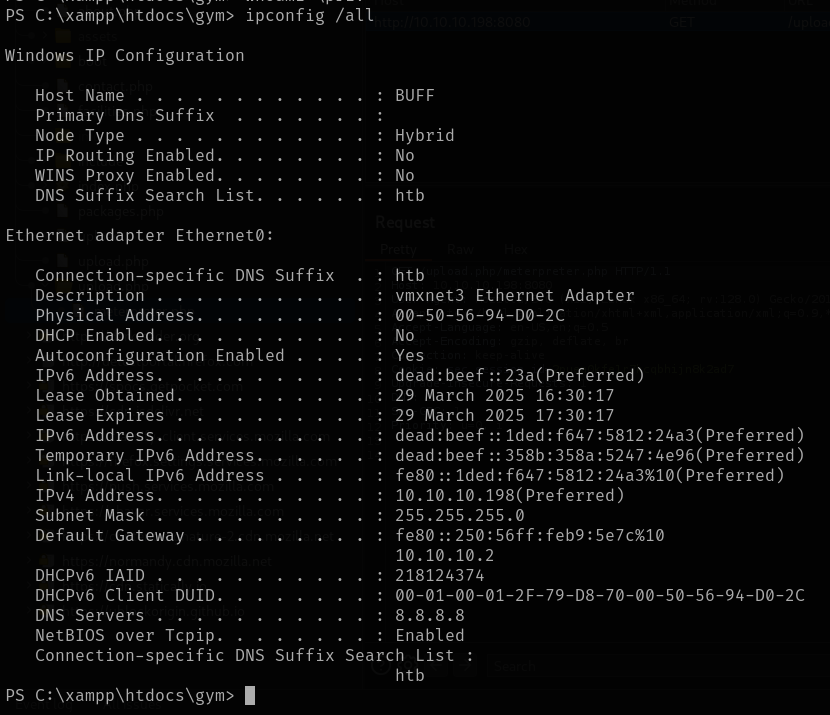 PS C:\xampp\htdocs\gym> ipconfig /all
Windows IP Configuration
Host Name . . . . . . . . . . . . : BUFF
Primary Dns Suffix  . . . . . . . :
Node Type . . . . . . . . . . . . : Hybrid
IP Routing Enabled. . . . . . . . : No
WINS Proxy Enabled. . . . . . . . : No
DNS Suffix Search List. . . . . . : htb
Ethernet adapter Ethernet0:
Connection-specific DNS Suffix  . : htb
Description . . . . . . . . . . . : vmxnet3 Ethernet Adapter
Physical Address. . . . . . . . . : 00-50-56-94-D0-2C
DHCP Enabled. . . . . . . . . . . : No
Autoconfiguration Enabled . . . . : Yes
IPv6 Address. . . . . . . . . . . : dead:beef::23a(Preferred)
Lease Obtained. . . . . . . . . . : 29 March 2025 16:30:17
Lease Expires . . . . . . . . . . : 29 March 2025 17:30:17
IPv6 Address. . . . . . . . . . . : dead:beef::1ded:f647:5812:24a3(Preferred)
Temporary IPv6 Address. . . . . . : dead:beef::358b:358a:5247:4e96(Preferred)
Link-local IPv6 Address . . . . . : fe80::1ded:f647:5812:24a3%10(Preferred)
IPv4 Address. . . . . . . . . . . : 10.10.10.198(Preferred)
Subnet Mask . . . . . . . . . . . : 255.255.255.0
Default Gateway . . . . . . . . . : fe80::250:56ff:feb9:5e7c%10
10.10.10.2
DHCPv6 IAID . . . . . . . . . . . : 218124374
DHCPv6 Client DUID. . . . . . . . : 00-01-00-01-2F-79-D8-70-00-50-56-94-D0-2C
DNS Servers . . . . . . . . . . . : 8.8.8.8
NetBIOS over Tcpip. . . . . . . . : Enabled
Connection-specific DNS Suffix Search List :
htb
PS C:\xampp\htdocs\gym>